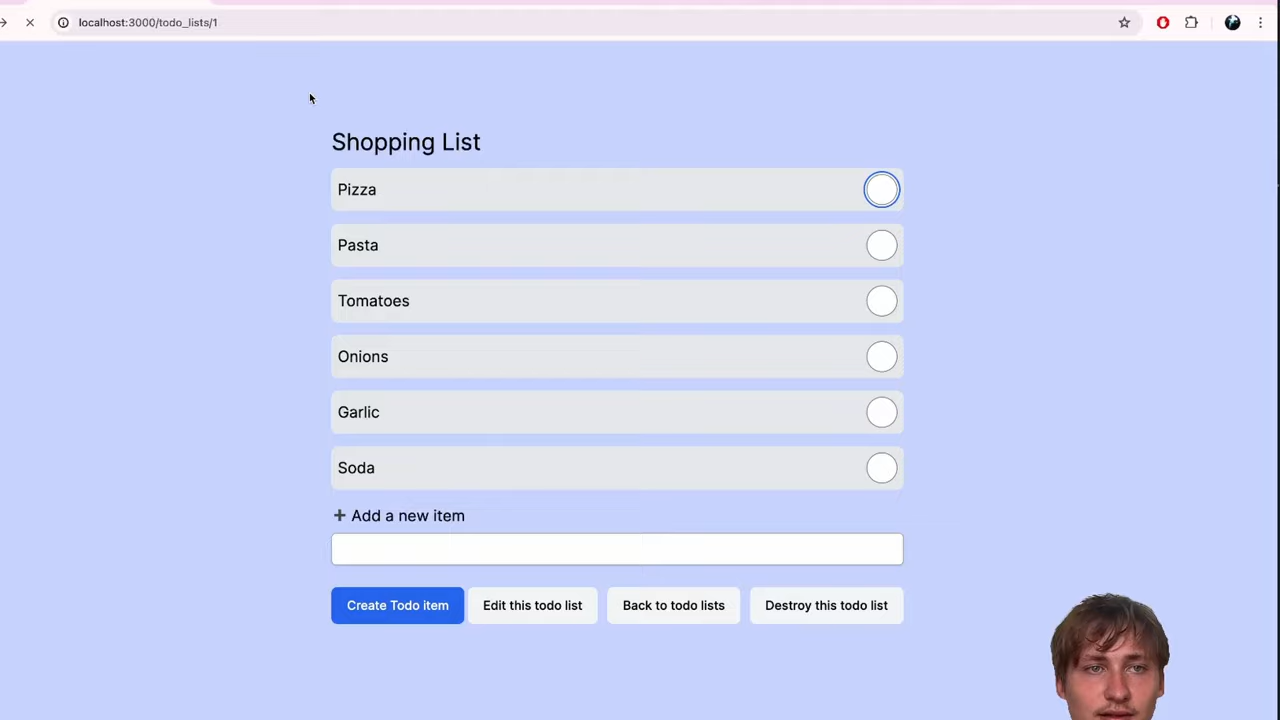 localhost:3000/todo_lists/1
Shopping List
Pizza
Pasta
Tomatoes
Onions
Garlic
Soda
+ Add a new item
Create Todo item
Edit this todo list
Back to todo lists
Destroy this todo list